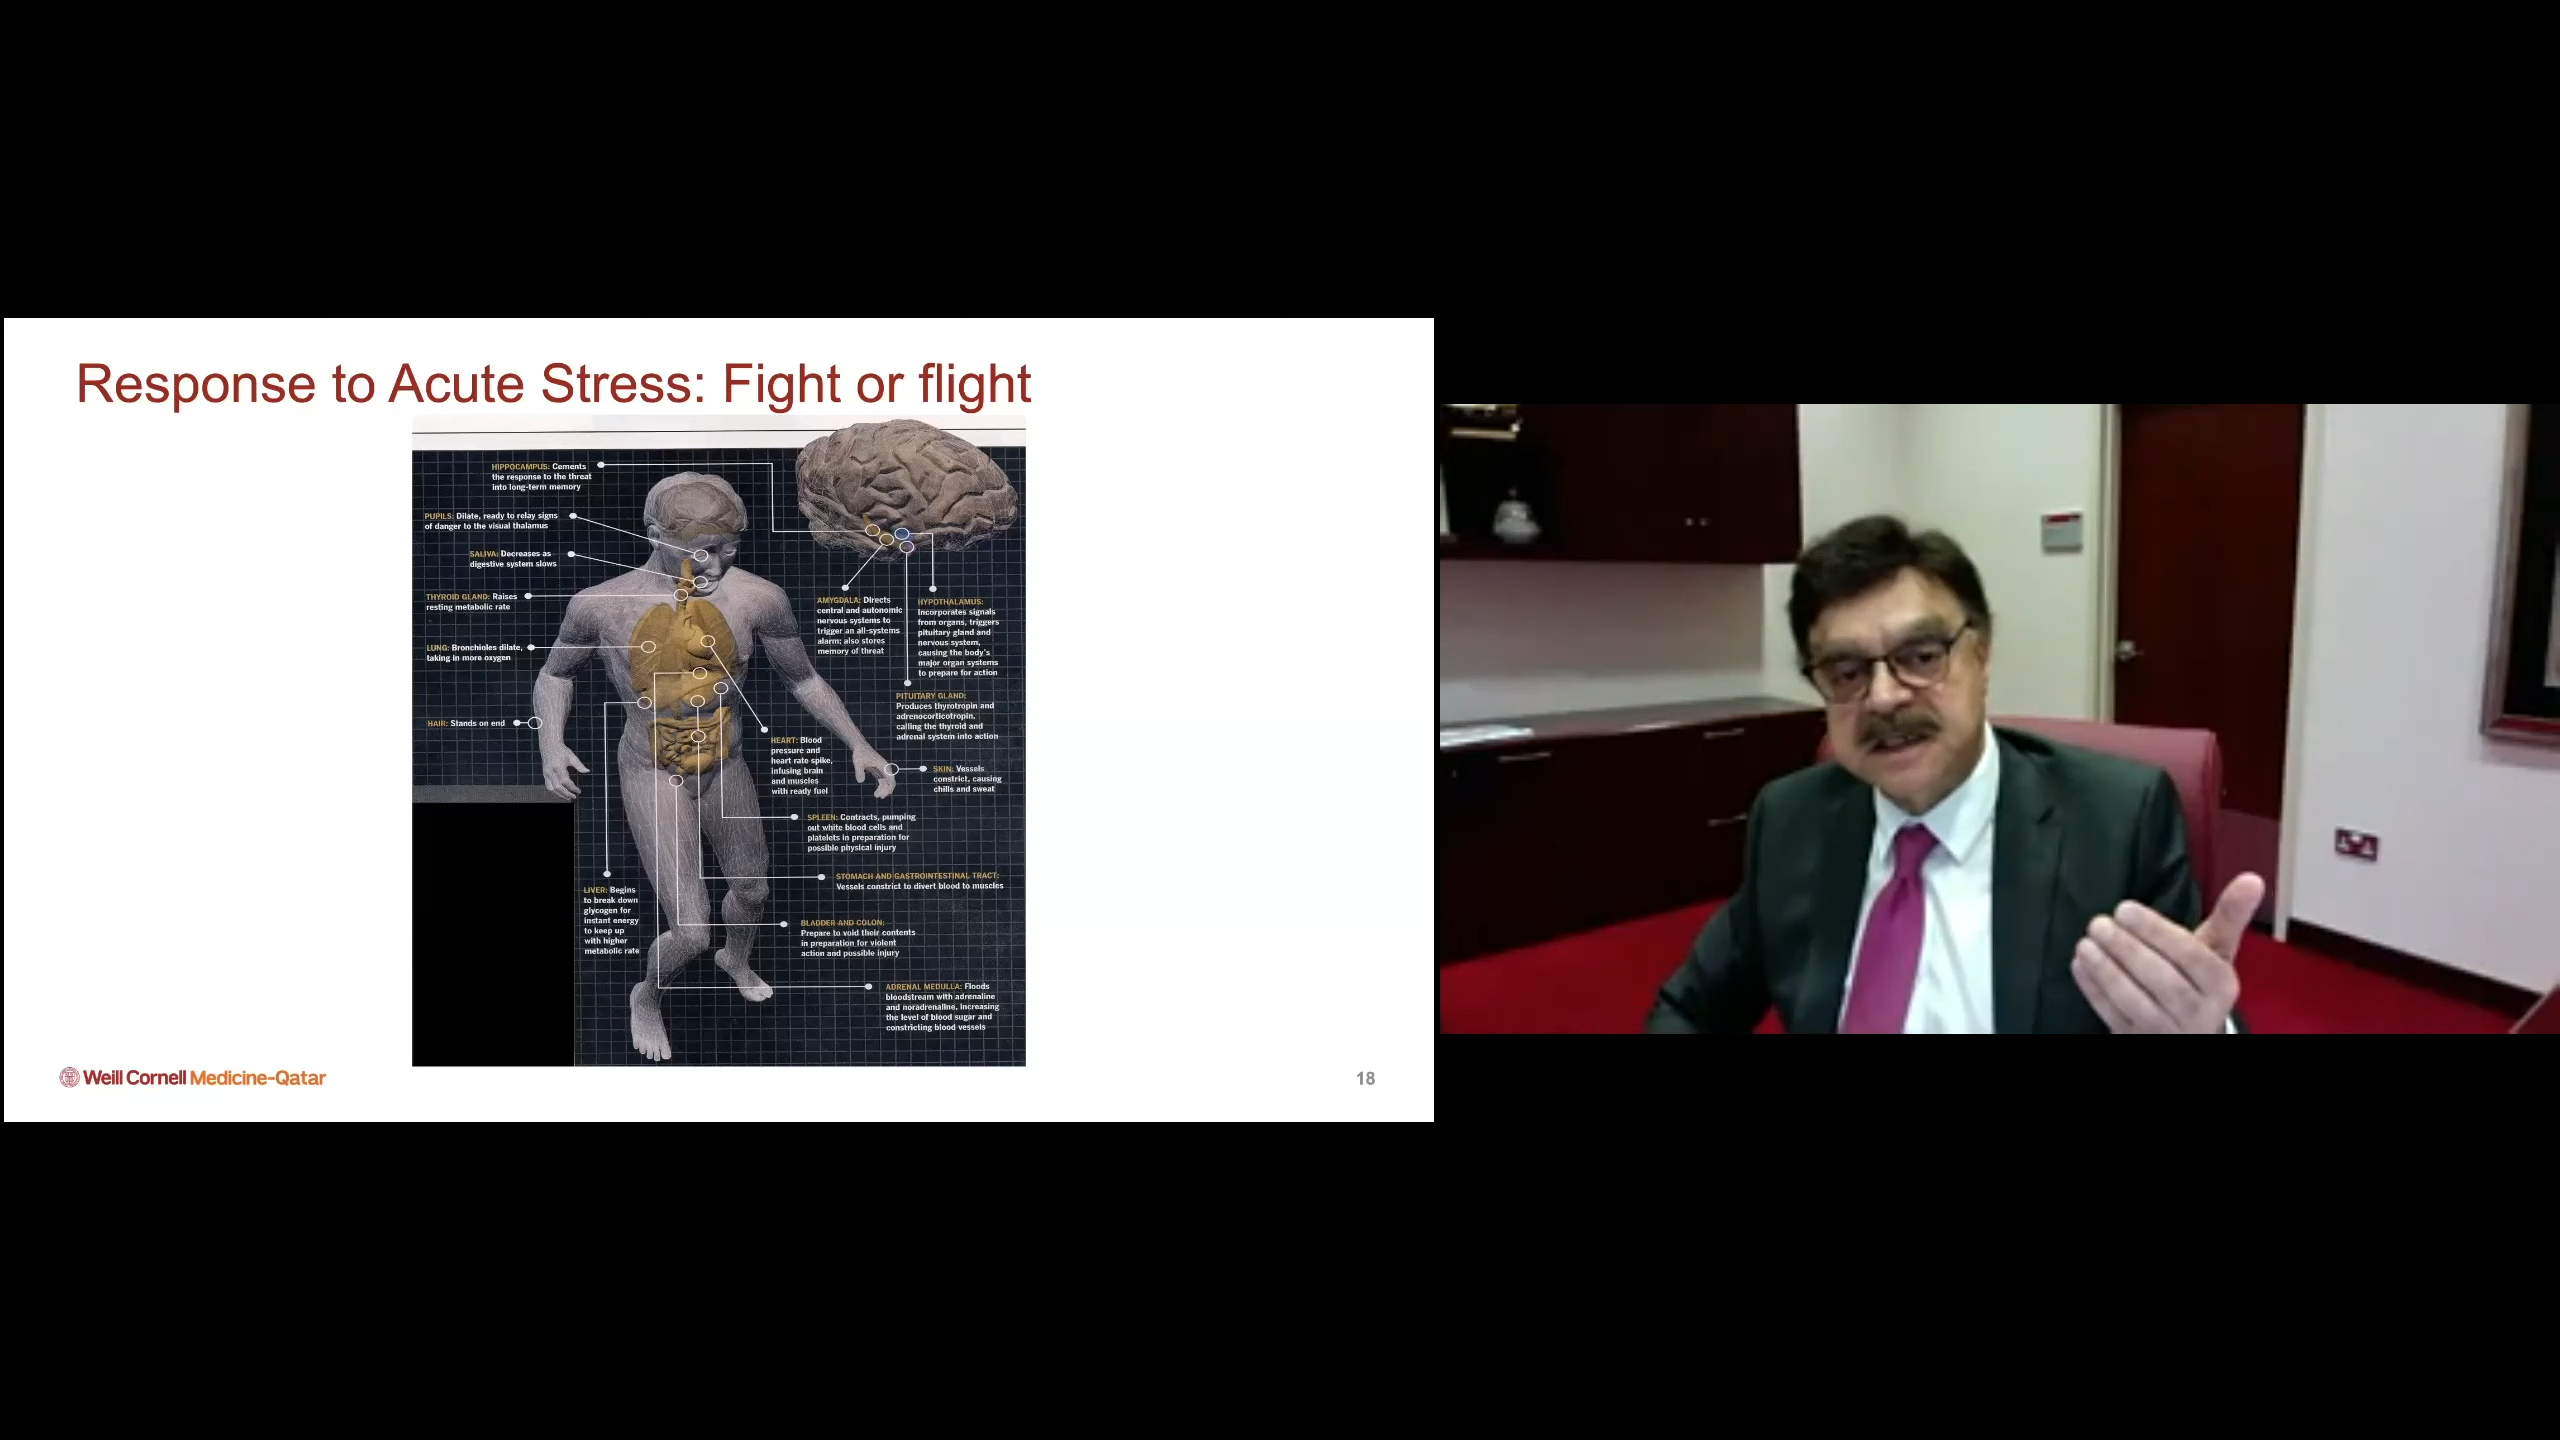 Response to Acute Stress: Fight or flight
HIPPOCAMPUS: Cements
the response to the threat
into long-term memory
PUPILS: Dilate, ready to relay signs
of danger to the visual thalamus
SALIVA: Decreases as
digestive system slows
THYROID GLAND: Raises
resting metabolic rate
LUNG: Bronchioles dilate,
taking in more oxygen
HAIR: Stands on end
AMYGDALA: Directs
central and autonomic
nervous systems to
trigger an all-systems
alarm; also stores
memory of threat
HYPOTHALAMUS:
Incorporates signals
from organs, triggers
pituitary gland and
nervous system,
causing the body's
major organ systems
to prepare for action
PITUITARY GLAND:
Produces thyrotropin and
adrenocorticotropin,
calling the thyroid and
adrenal system into action
HEART: Blood
pressure and
heart rate spike,
infusing brain
and muscles
with ready fuel
SKIN: Vessels
constrict, causing
chills and sweat
SPLEEN: Contracts, pumping
out white blood cells and
platelets in preparation for
possible physical injury
STOMACH AND GASTROINTESTINAL TRACT:
Vessels constrict to divert blood to muscles
LIVER: Begins
to break down
glycogen for
instant energy
to keep up
with higher
metabolic rate
BLADDER AND COLON:
Prepare to void their contents
in preparation for violent
action and possible injury
ADRENAL MEDULLA: Floods
bloodstream with adrenaline
and noradrenaline, increasing
the level of blood sugar and
constricting blood vessels
Weill Cornell Medicine-Qatar
18